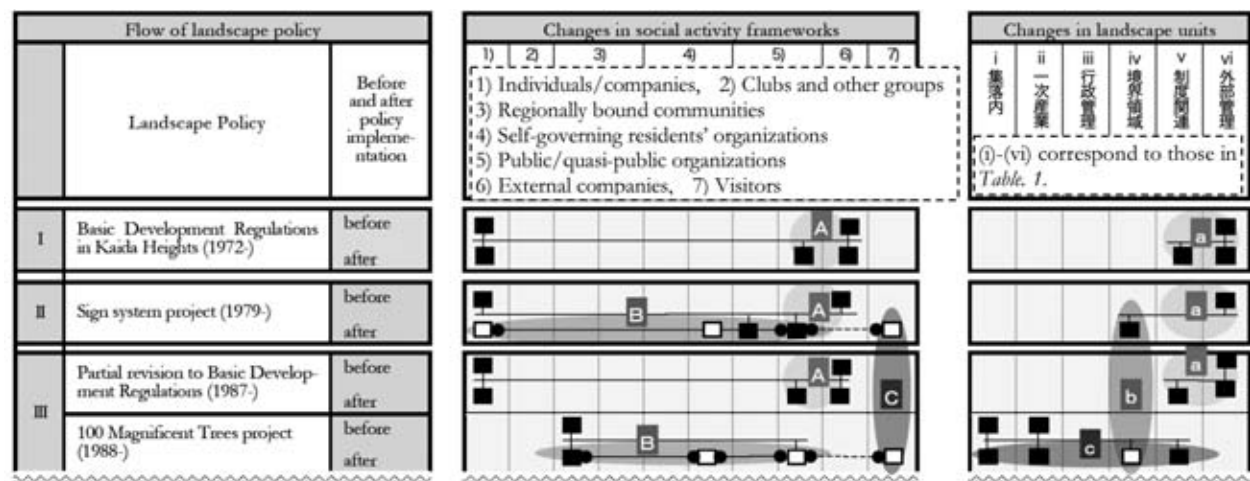 Flow of landscape policy
Landscape Policy
Before
and after
policy
impleme-
ntation
Changes in social activity frameworks
1) 2) 3) 4) 5) 6) 7)
1) Individuals/companies, 2) Clubs and other groups
3) Regionally bound communities
4) Self-governing residents' organizations
5) Public/quasi-public organizations
6) External companies, 7) Visitors
Changes in landscape units
i ii iii iv v vi
集落内
一次産業
行政管理
境界領域
制度関連
外部管理
(i)-(vi) correspond to those in
Table. 1.
I
Basic Development Regulations
in Kaida Heights (1972-)
before
after
A
a
II
Sign system project (1979-)
before
after
B
A
a
III
Partial revision to Basic Develop-
ment Regulations (1987-)
before
after
A
C
a
b
100 Magnificent Trees project
(1988-)
before
after
B
c